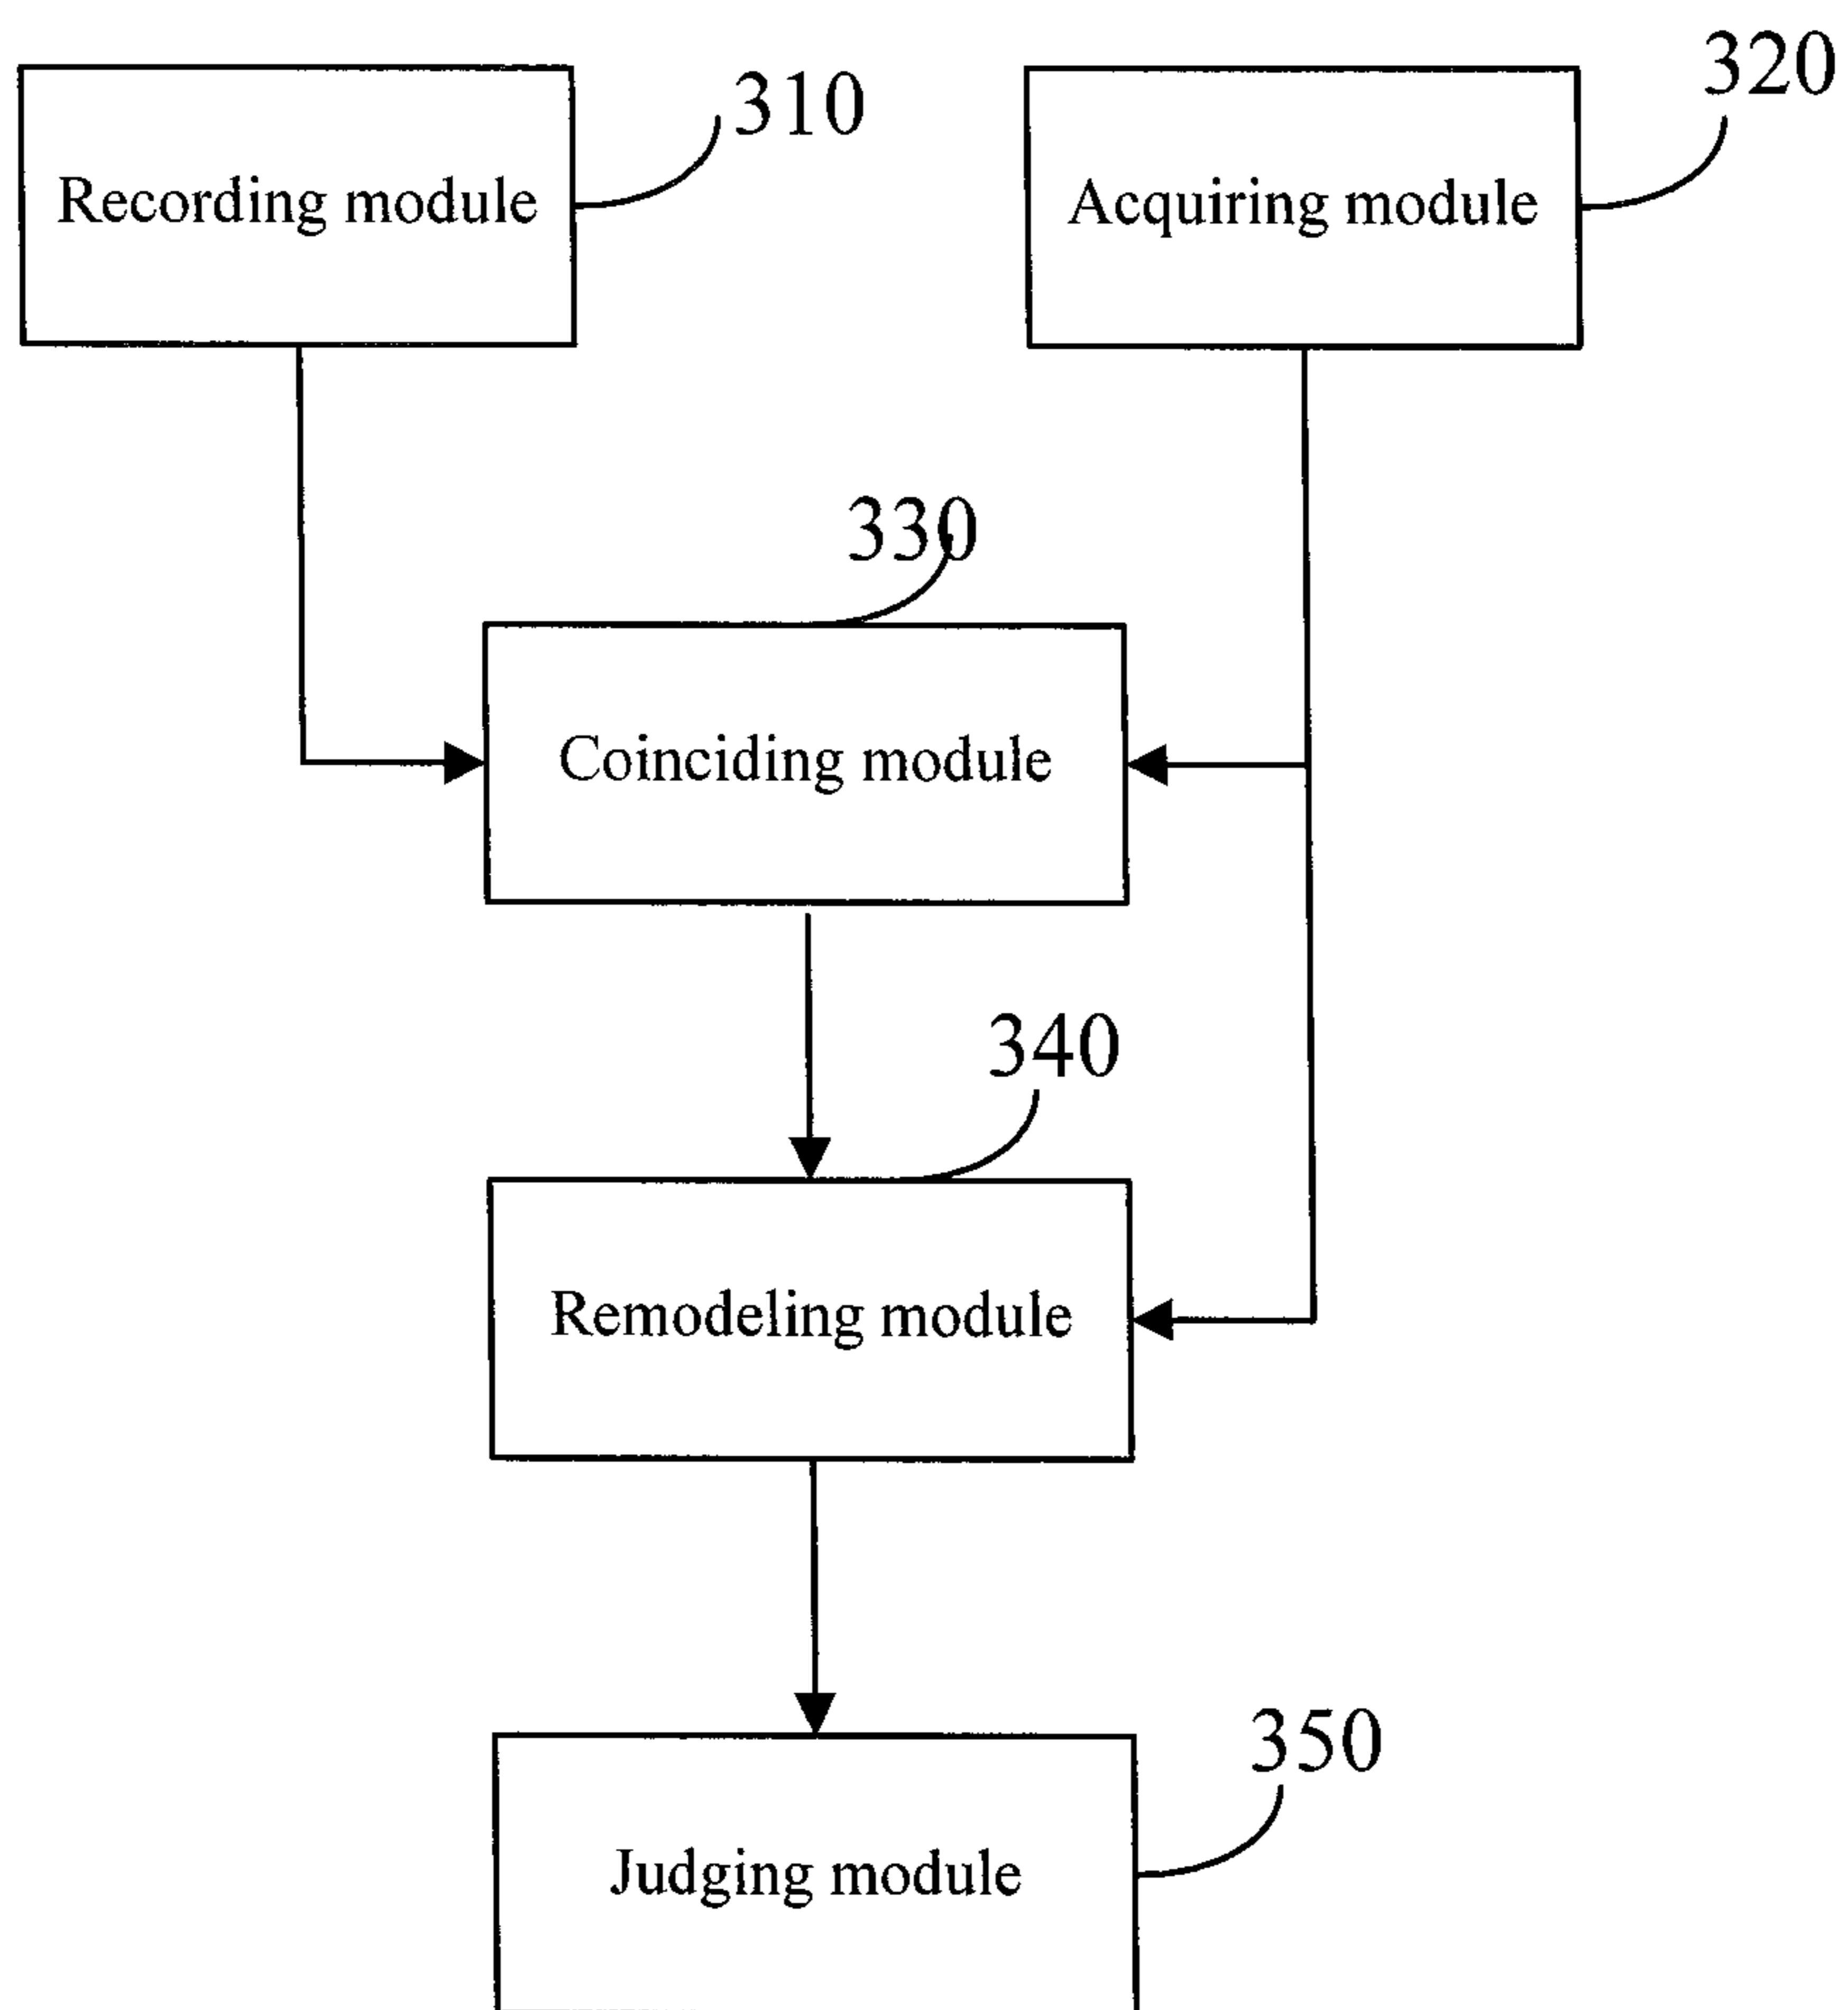 310
320
Recording module
Acquiring module
330
Coinciding module
340
Remodeling module
350
Judging module